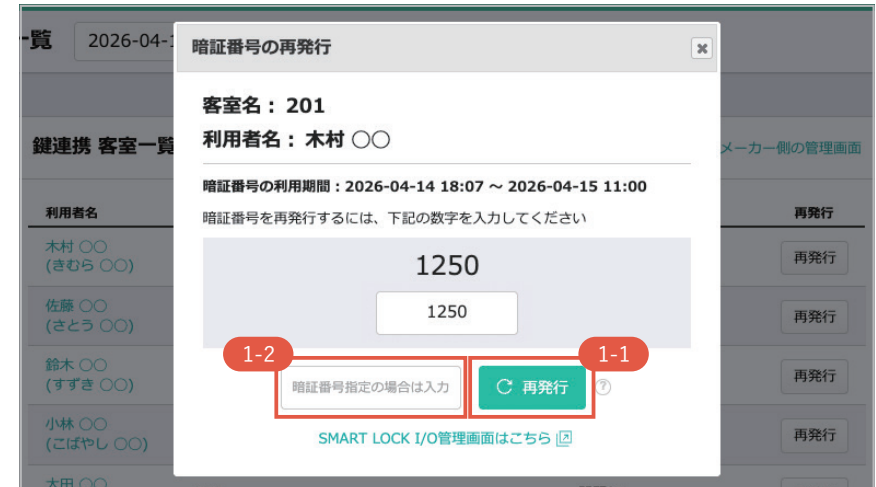 一覧 2026-04-1
暗証番号の再発行
客室名： 201
利用者名： 木村 〇〇
鍵連携 客室一覧
メーカー側の管理画面
暗証番号の利用期間：2026-04-14 18:07 ～ 2026-04-15 11:00
利用者名
暗証番号を再発行するには、下記の数字を入力してください
再発行
木村 〇〇
(きむら 〇〇)
1250
再発行
1250
佐藤 〇〇
(さとう 〇〇)
再発行
1-2
1-1
鈴木 〇〇
(すずき 〇〇)
暗証番号指定の場合は入力
再発行
?
再発行
小林 〇〇
(こばやし 〇〇)
SMART LOCK I/O管理画面はこちら
再発行
太田 〇〇